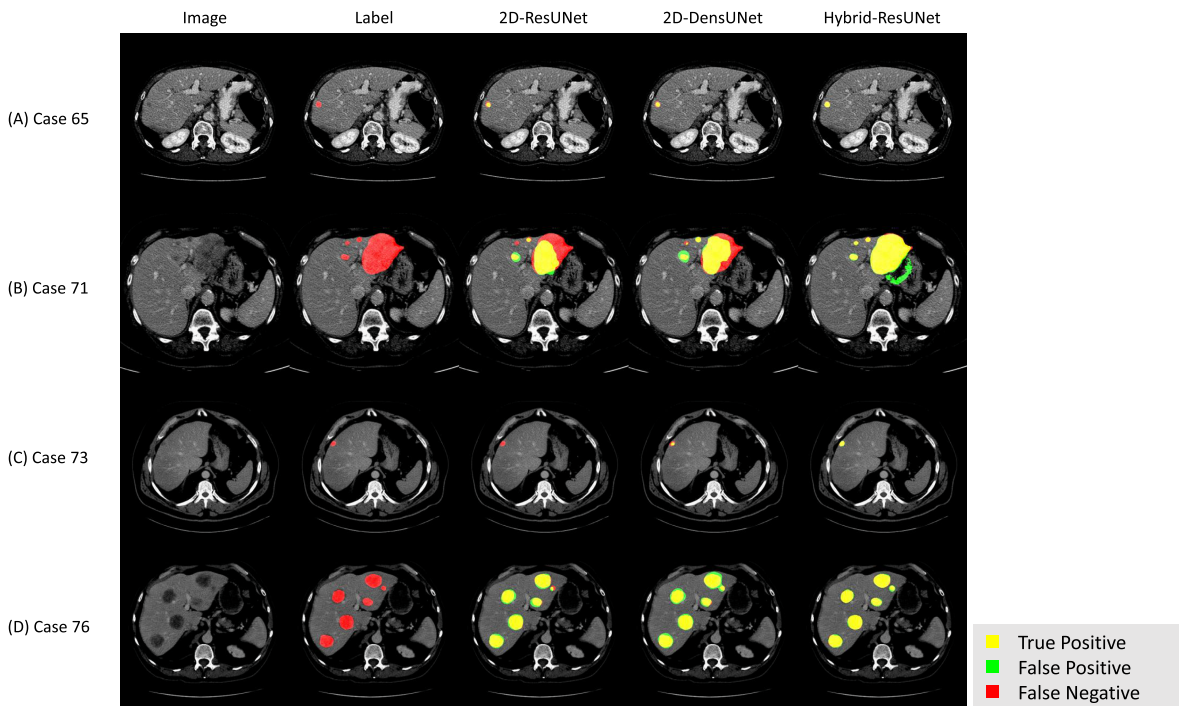 Image Label 2D-ResUNet 2D-DensUNet Hybrid-ResUNet
(A) Case 65
(B) Case 71
(C) Case 73
(D) Case 76
True Positive
False Positive
False Negative